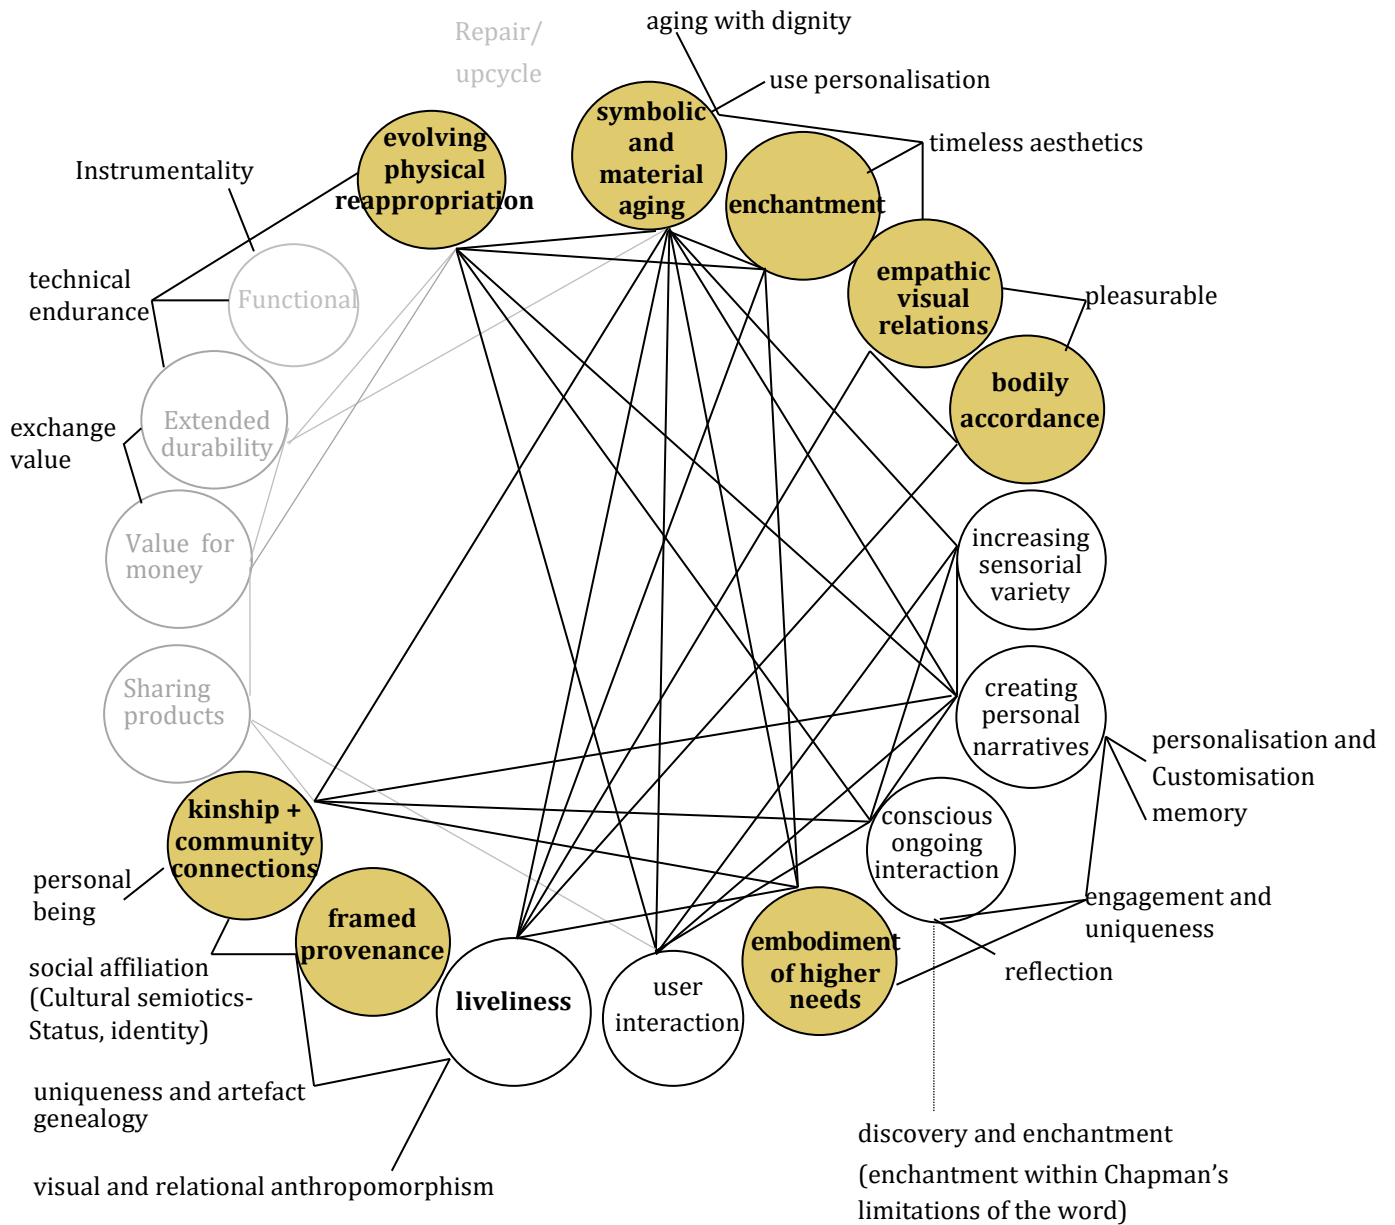 Repair/
upcycle
aging with dignity
use personalisation
symbolic
and
material
aging
evolving
physical
reappropriation
timeless aesthetics
Instrumentality
enchantment
technical
endurance
Functional
empathic
visual
relations
pleasurable
bodily
accordance
Extended
durability
exchange
value
Value for
money
increasing
sensorial
variety
Sharing
products
creating
personal
narratives
personalisation and
Customisation
memory
kinship +
community
connections
conscious
ongoing
interaction
personal
being
framed
provenance
engagement and
uniqueness
embodiment
of higher
needs
reflection
social affiliation
(Cultural semiotics-
Status, identity)
liveliness
user
interaction
uniqueness and artefact
genealogy
discovery and enchantment
(enchantment within Chapman’s
limitations of the word)
visual and relational anthropomorphism